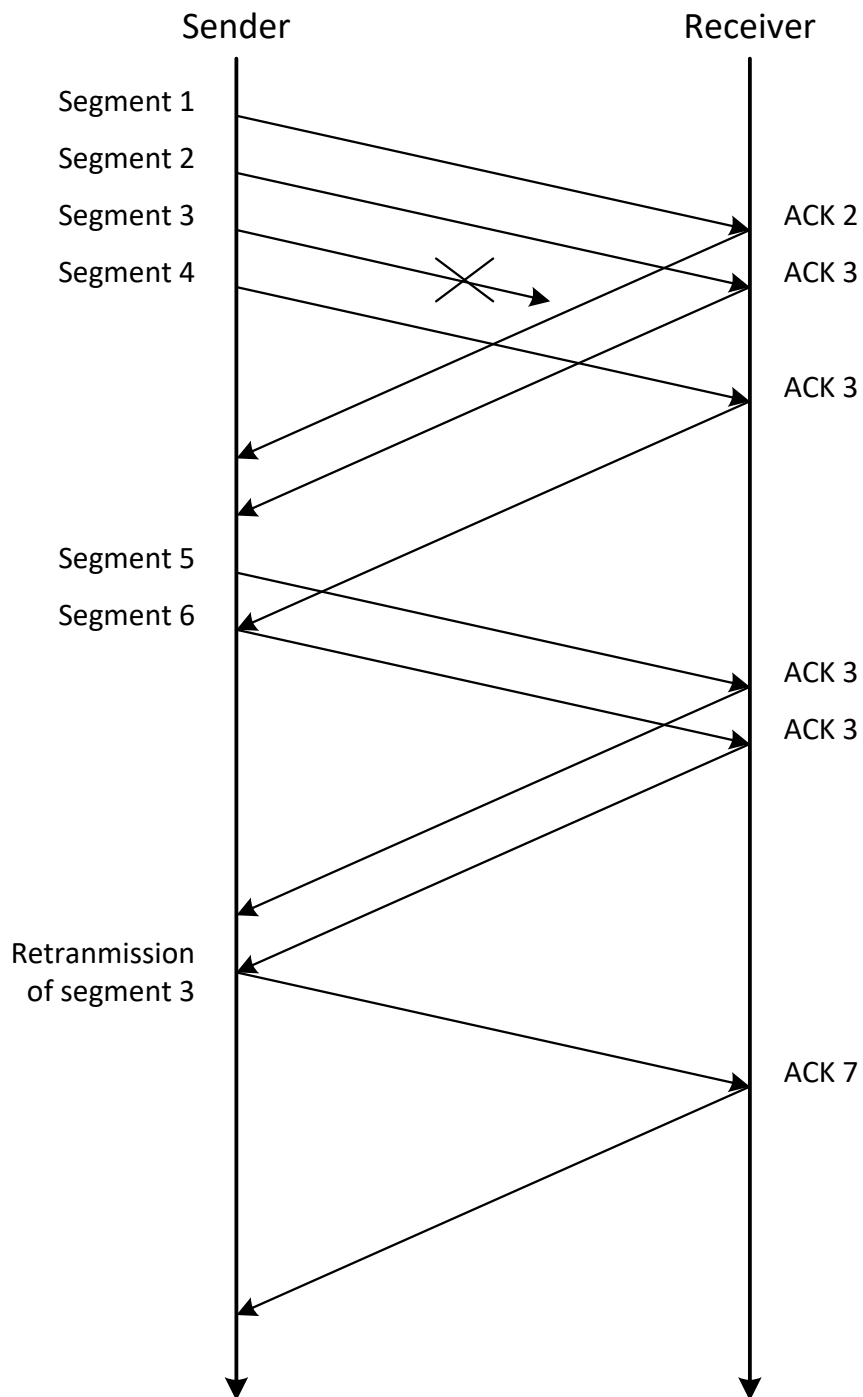 Sender
Receiver
Segment 1
Segment 2
Segment 3
ACK 2
Segment 4
ACK 3
ACK 3
Segment 5
Segment 6
ACK 3
ACK 3
Retranmission
of segment 3
ACK 7